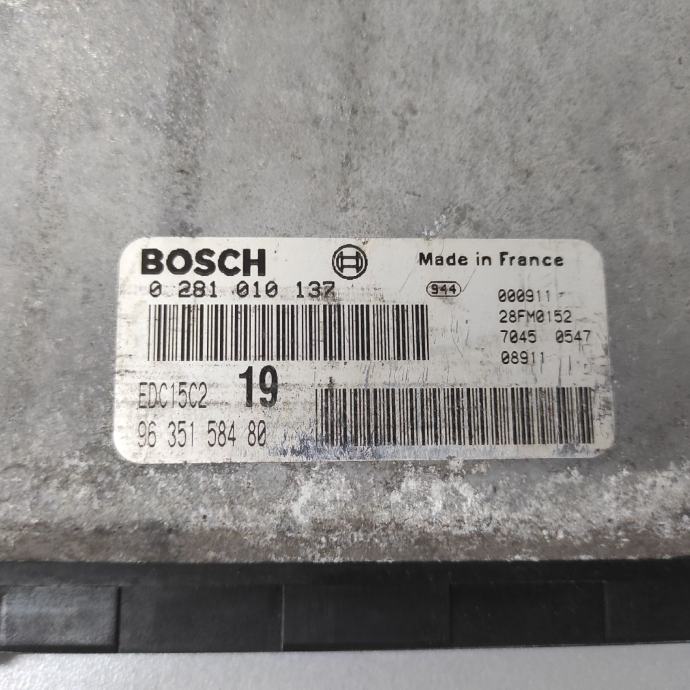 BOSCH
Made in France
0 281 010 137
944
000911
28FM0152
7045 0547
08911
EDC15C2
19
96 351 584 80